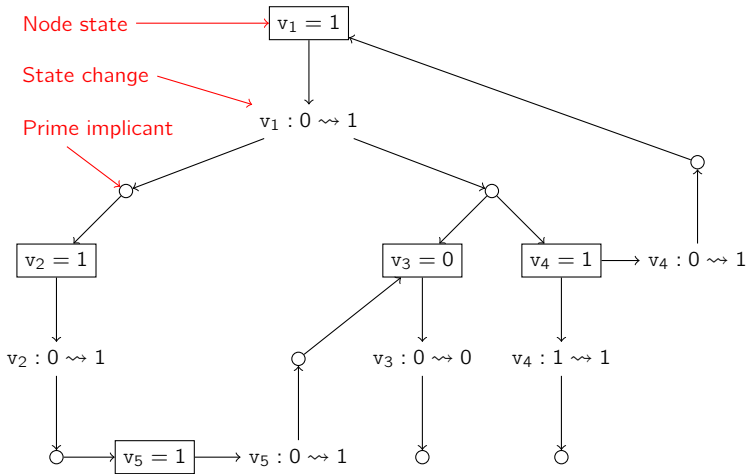 Node state
v₁ = 1
State change
v₁ : 0 ⇝ 1
Prime implicant
v₂ = 1
v₃ = 0
v₄ = 1
v₄ : 0 ⇝ 1
v₂ : 0 ⇝ 1
v₃ : 0 ⇝ 0
v₄ : 1 ⇝ 1
v₅ = 1
v₅ : 0 ⇝ 1